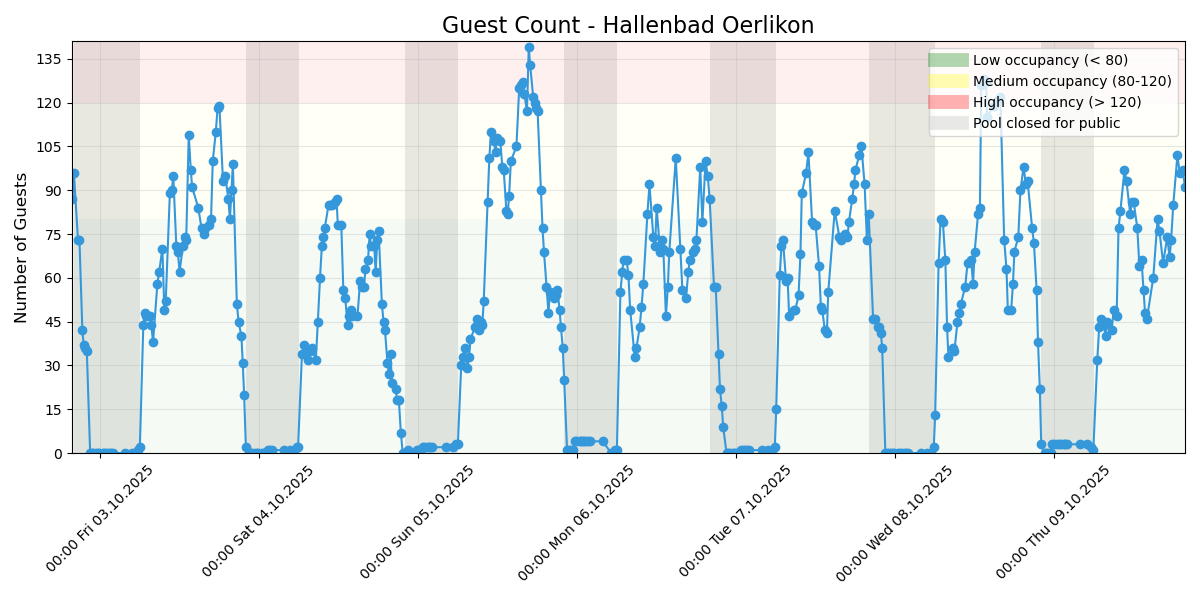 Guest Count - Hallenbad Oerlikon
Number of Guests
135
120
105
90
75
60
45
30
15
0
Low occupancy (< 80)
Medium occupancy (80-120)
High occupancy (> 120)
Pool closed for public
00:00 Fri 03.10.2025
00:00 Sat 04.10.2025
00:00 Sun 05.10.2025
00:00 Mon 06.10.2025
00:00 Tue 07.10.2025
00:00 Wed 08.10.2025
00:00 Thu 09.10.2025